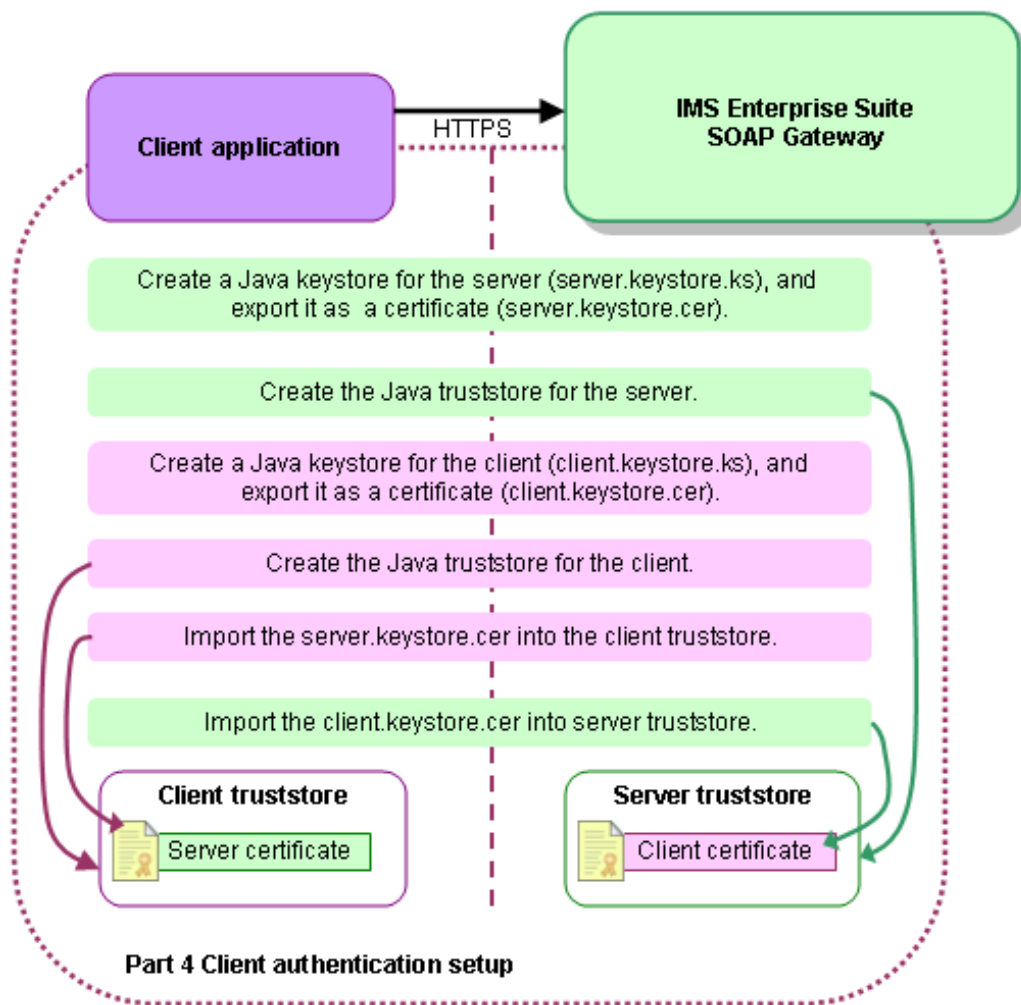 Client application
HTTPS
IMS Enterprise Suite
SOAP Gateway
Create a Java keystore for the server (server.keystore.ks), and
export it as a certificate (server.keystore.cer).
Create the Java truststore for the server.
Create a Java keystore for the client (client.keystore.ks), and
export it as a certificate (client.keystore.cer).
Create the Java truststore for the client.
Import the server.keystore.cer into the client truststore.
Import the client.keystore.cer into server truststore.
Client truststore
Server certificate
Server truststore
Client certificate
Part 4 Client authentication setup